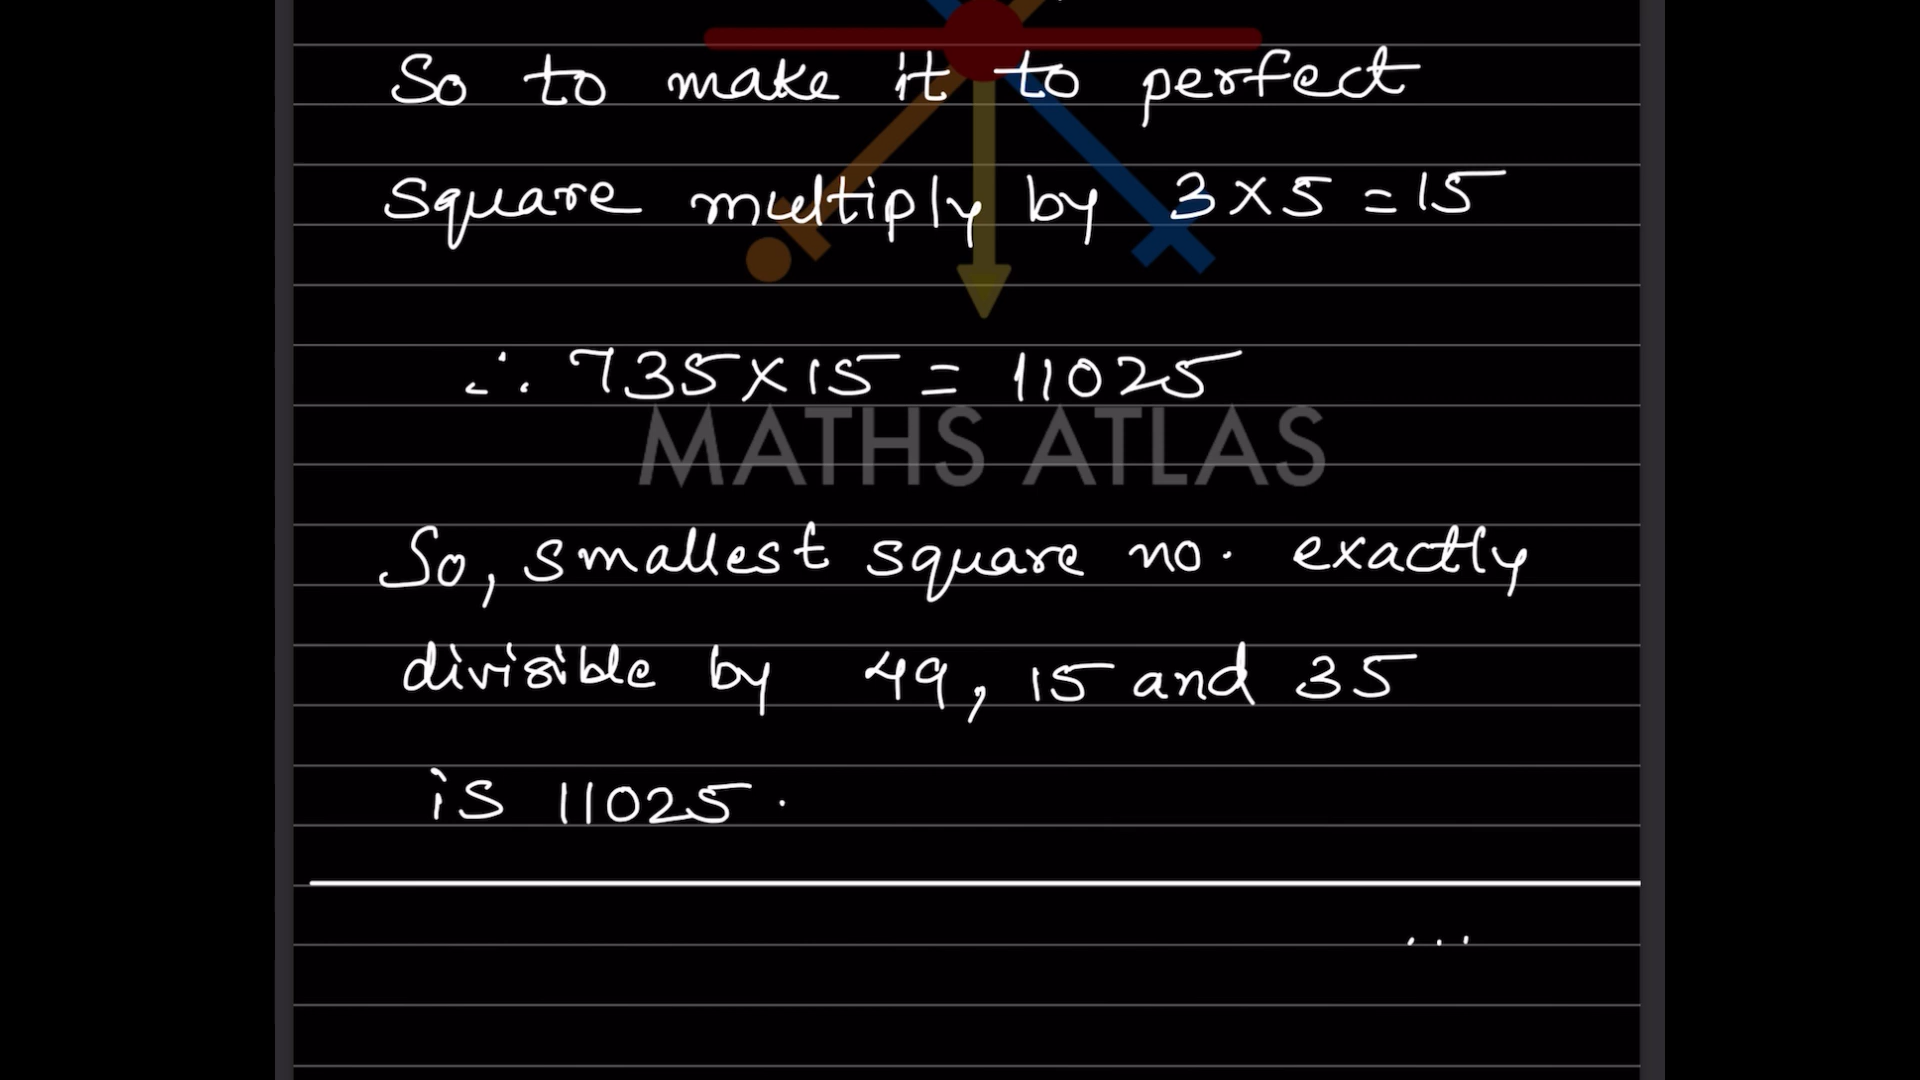 So to make it to perfect
square multiply by 3×5=15
∴ 735×15 = 11025
MATHS ATLAS
So, smallest square no. exactly
divisible by 49, 15 and 35
is 11025.
...